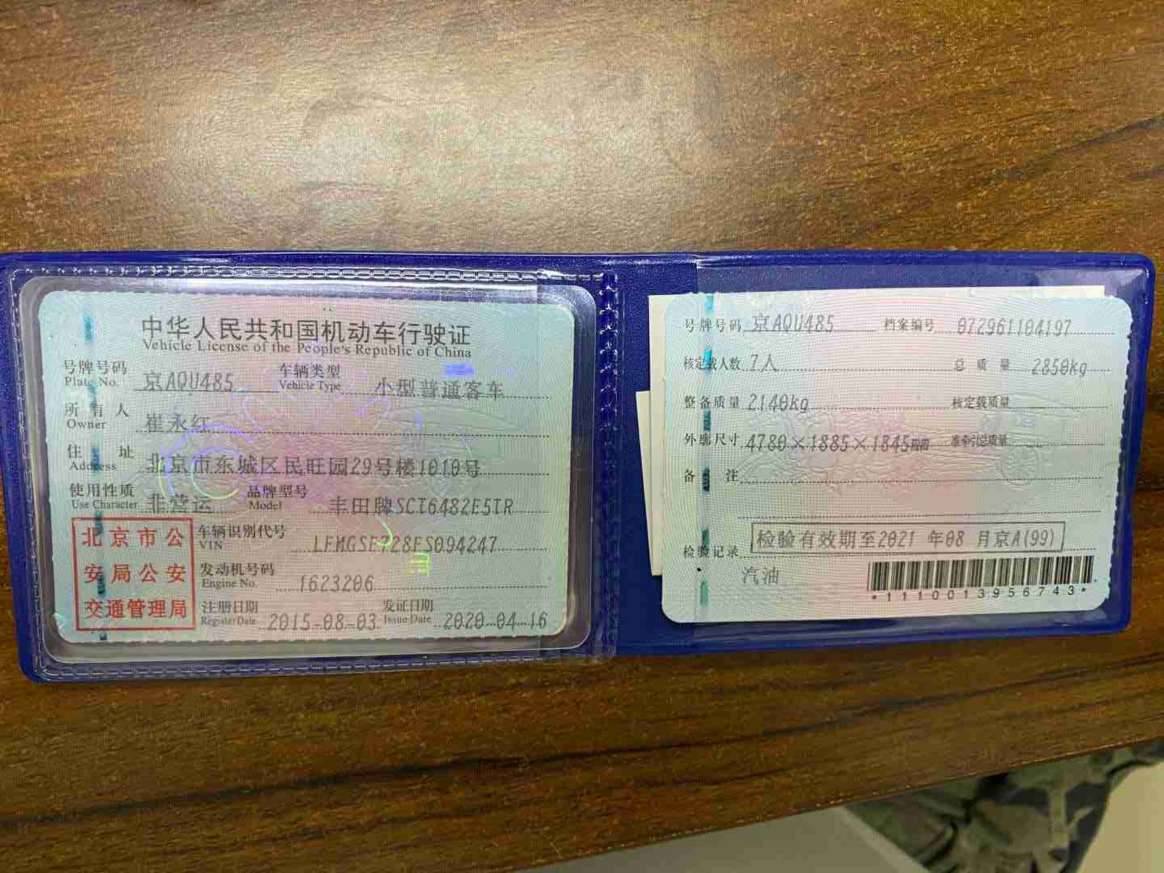 中华人民共和国机动车行驶证
Vehicle License of the People's Republic of China
号牌号码 京AQU485 车辆类型 小型普通客车
Plate No. Vehicle Type
所有人 崔永红
Owner
住址 北京市东城区民旺园29号楼1010号
Address
使用性质 非营运 品牌型号 丰田牌SCT6482E5TR
Use Character Model
北京市公
安局公安
交通管理局
车辆识别代号
VIN
发动机号码 1623206
Engine No.
注册日期 2015-08-03 发证日期 2020-04-16
Register Date Issue Date
号牌号码 京AQU485 档案编号 072961104197
核定载人数 7人 总质量 2850kg
整备质量 2140kg 核定载质量
外廓尺寸 4780×1885×1845mm 准牵引总质量
备注
检验记录 检验有效期至2021年08月京A(99)
汽油
*1110013956743*